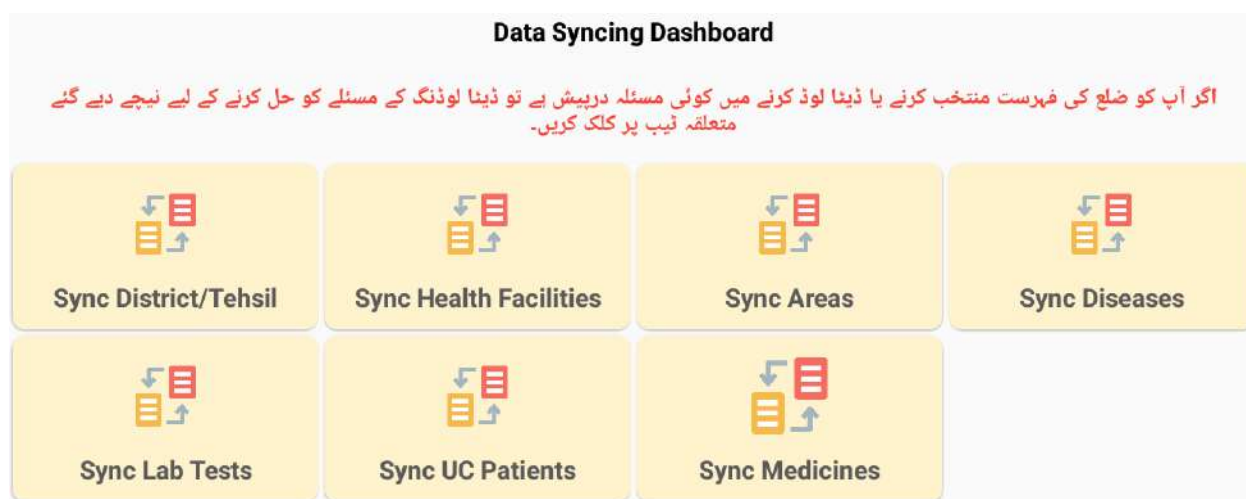 Data Syncing Dashboard
اگر آپ کو ضلع کی فہرست منتخب کرنے یا ڈیٹا لوڈ کرنے میں کوئی مسئلہ درپیش ہے تو ڈیٹا لوڈنگ کے مسئلے کو حل کرنے کے لیے نیچے دیے گئے
متعلقہ ٹیب پر کلک کریں۔
Sync District/Tehsil
Sync Health Facilities
Sync Areas
Sync Diseases
Sync Lab Tests
Sync UC Patients
Sync Medicines